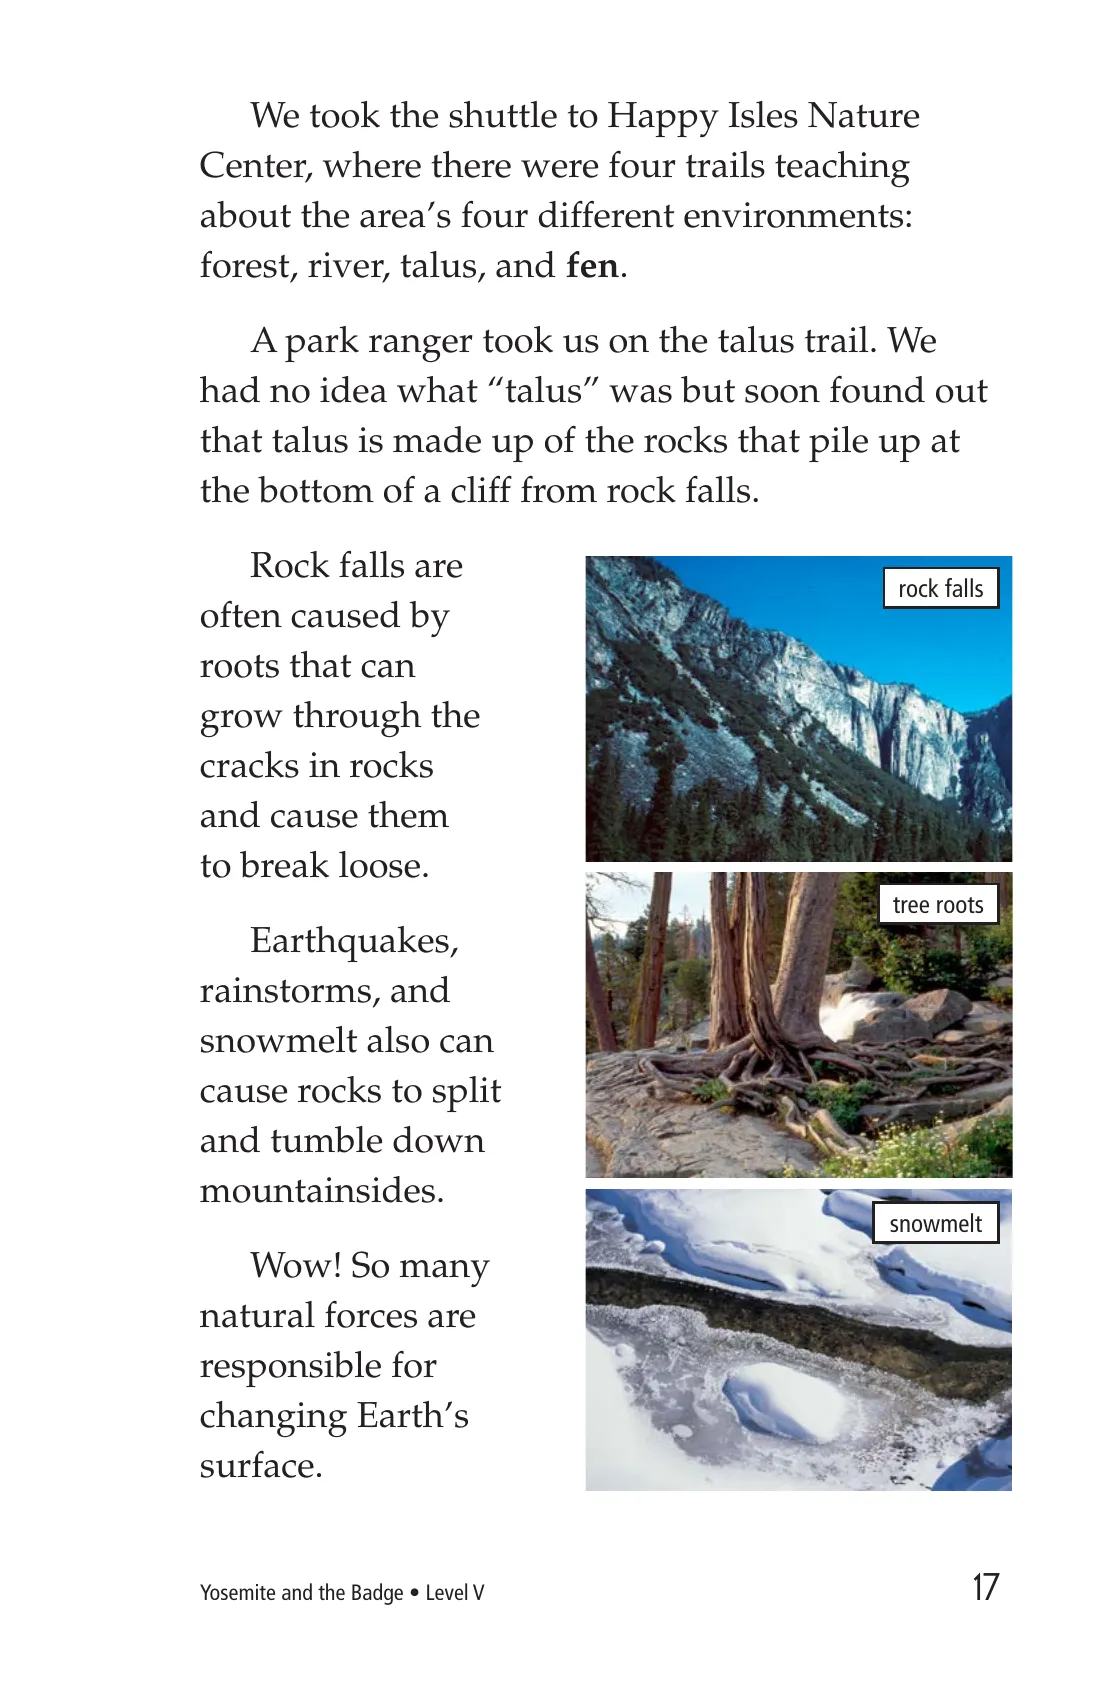 We took the shuttle to Happy Isles Nature
Center, where there were four trails teaching
about the area’s four different environments:
forest, river, talus, and fen.
A park ranger took us on the talus trail. We
had no idea what “talus” was but soon found out
that talus is made up of the rocks that pile up at
the bottom of a cliff from rock falls.
Rock falls are
often caused by
roots that can
grow through the
cracks in rocks
and cause them
to break loose.
Earthquakes,
rainstorms, and
snowmelt also can
cause rocks to split
and tumble down
mountainsides.
Wow! So many
natural forces are
responsible for
changing Earth’s
surface.
rock falls
tree roots
snowmelt
Yosemite and the Badge • Level V
17